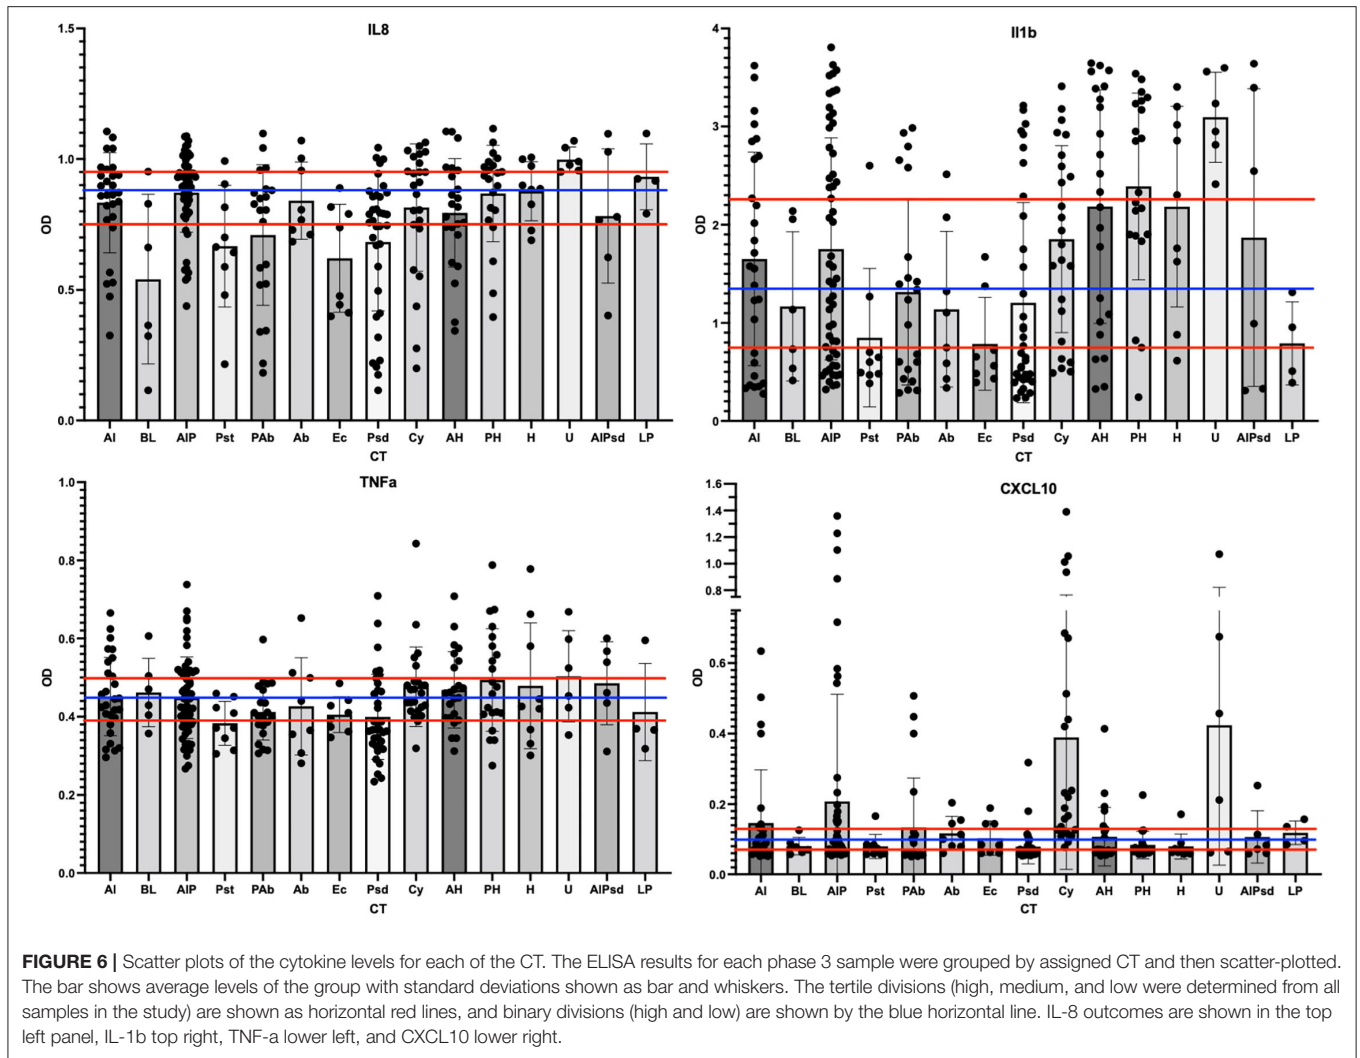 IL8
1.5
1.0
0.5
0.0
OD
AI BL AIP Pst PAb Ab Ec Psd Cy AH PH H U AIPsd LP
CT
Il1b
4
3
2
1
0
OD
AI BL AIP Pst PAb Ab Ec Psd Cy AH PH H U AIPsd LP
CT
TNFa
1.0
0.8
0.6
0.4
0.2
0.0
OD
AI BL AIP Pst PAb Ab Ec Psd Cy AH PH H U AIPsd LP
CT
CXCL10
1.6
1.4
1.2
1.0
0.8
0.6
0.4
0.2
0.0
OD
AI BL AIP Pst PAb Ab Ec Psd Cy AH PH H U AIPsd LP
CT
FIGURE 6 | Scatter plots of the cytokine levels for each of the CT. The ELISA results for each phase 3 sample were grouped by assigned CT and then scatter-plotted.
The bar shows average levels of the group with standard deviations shown as bar and whiskers. The tertile divisions (high, medium, and low were determined from all
samples in the study) are shown as horizontal red lines, and binary divisions (high and low) are shown by the blue horizontal line. IL-8 outcomes are shown in the top
left panel, IL-1b top right, TNF-a lower left, and CXCL10 lower right.